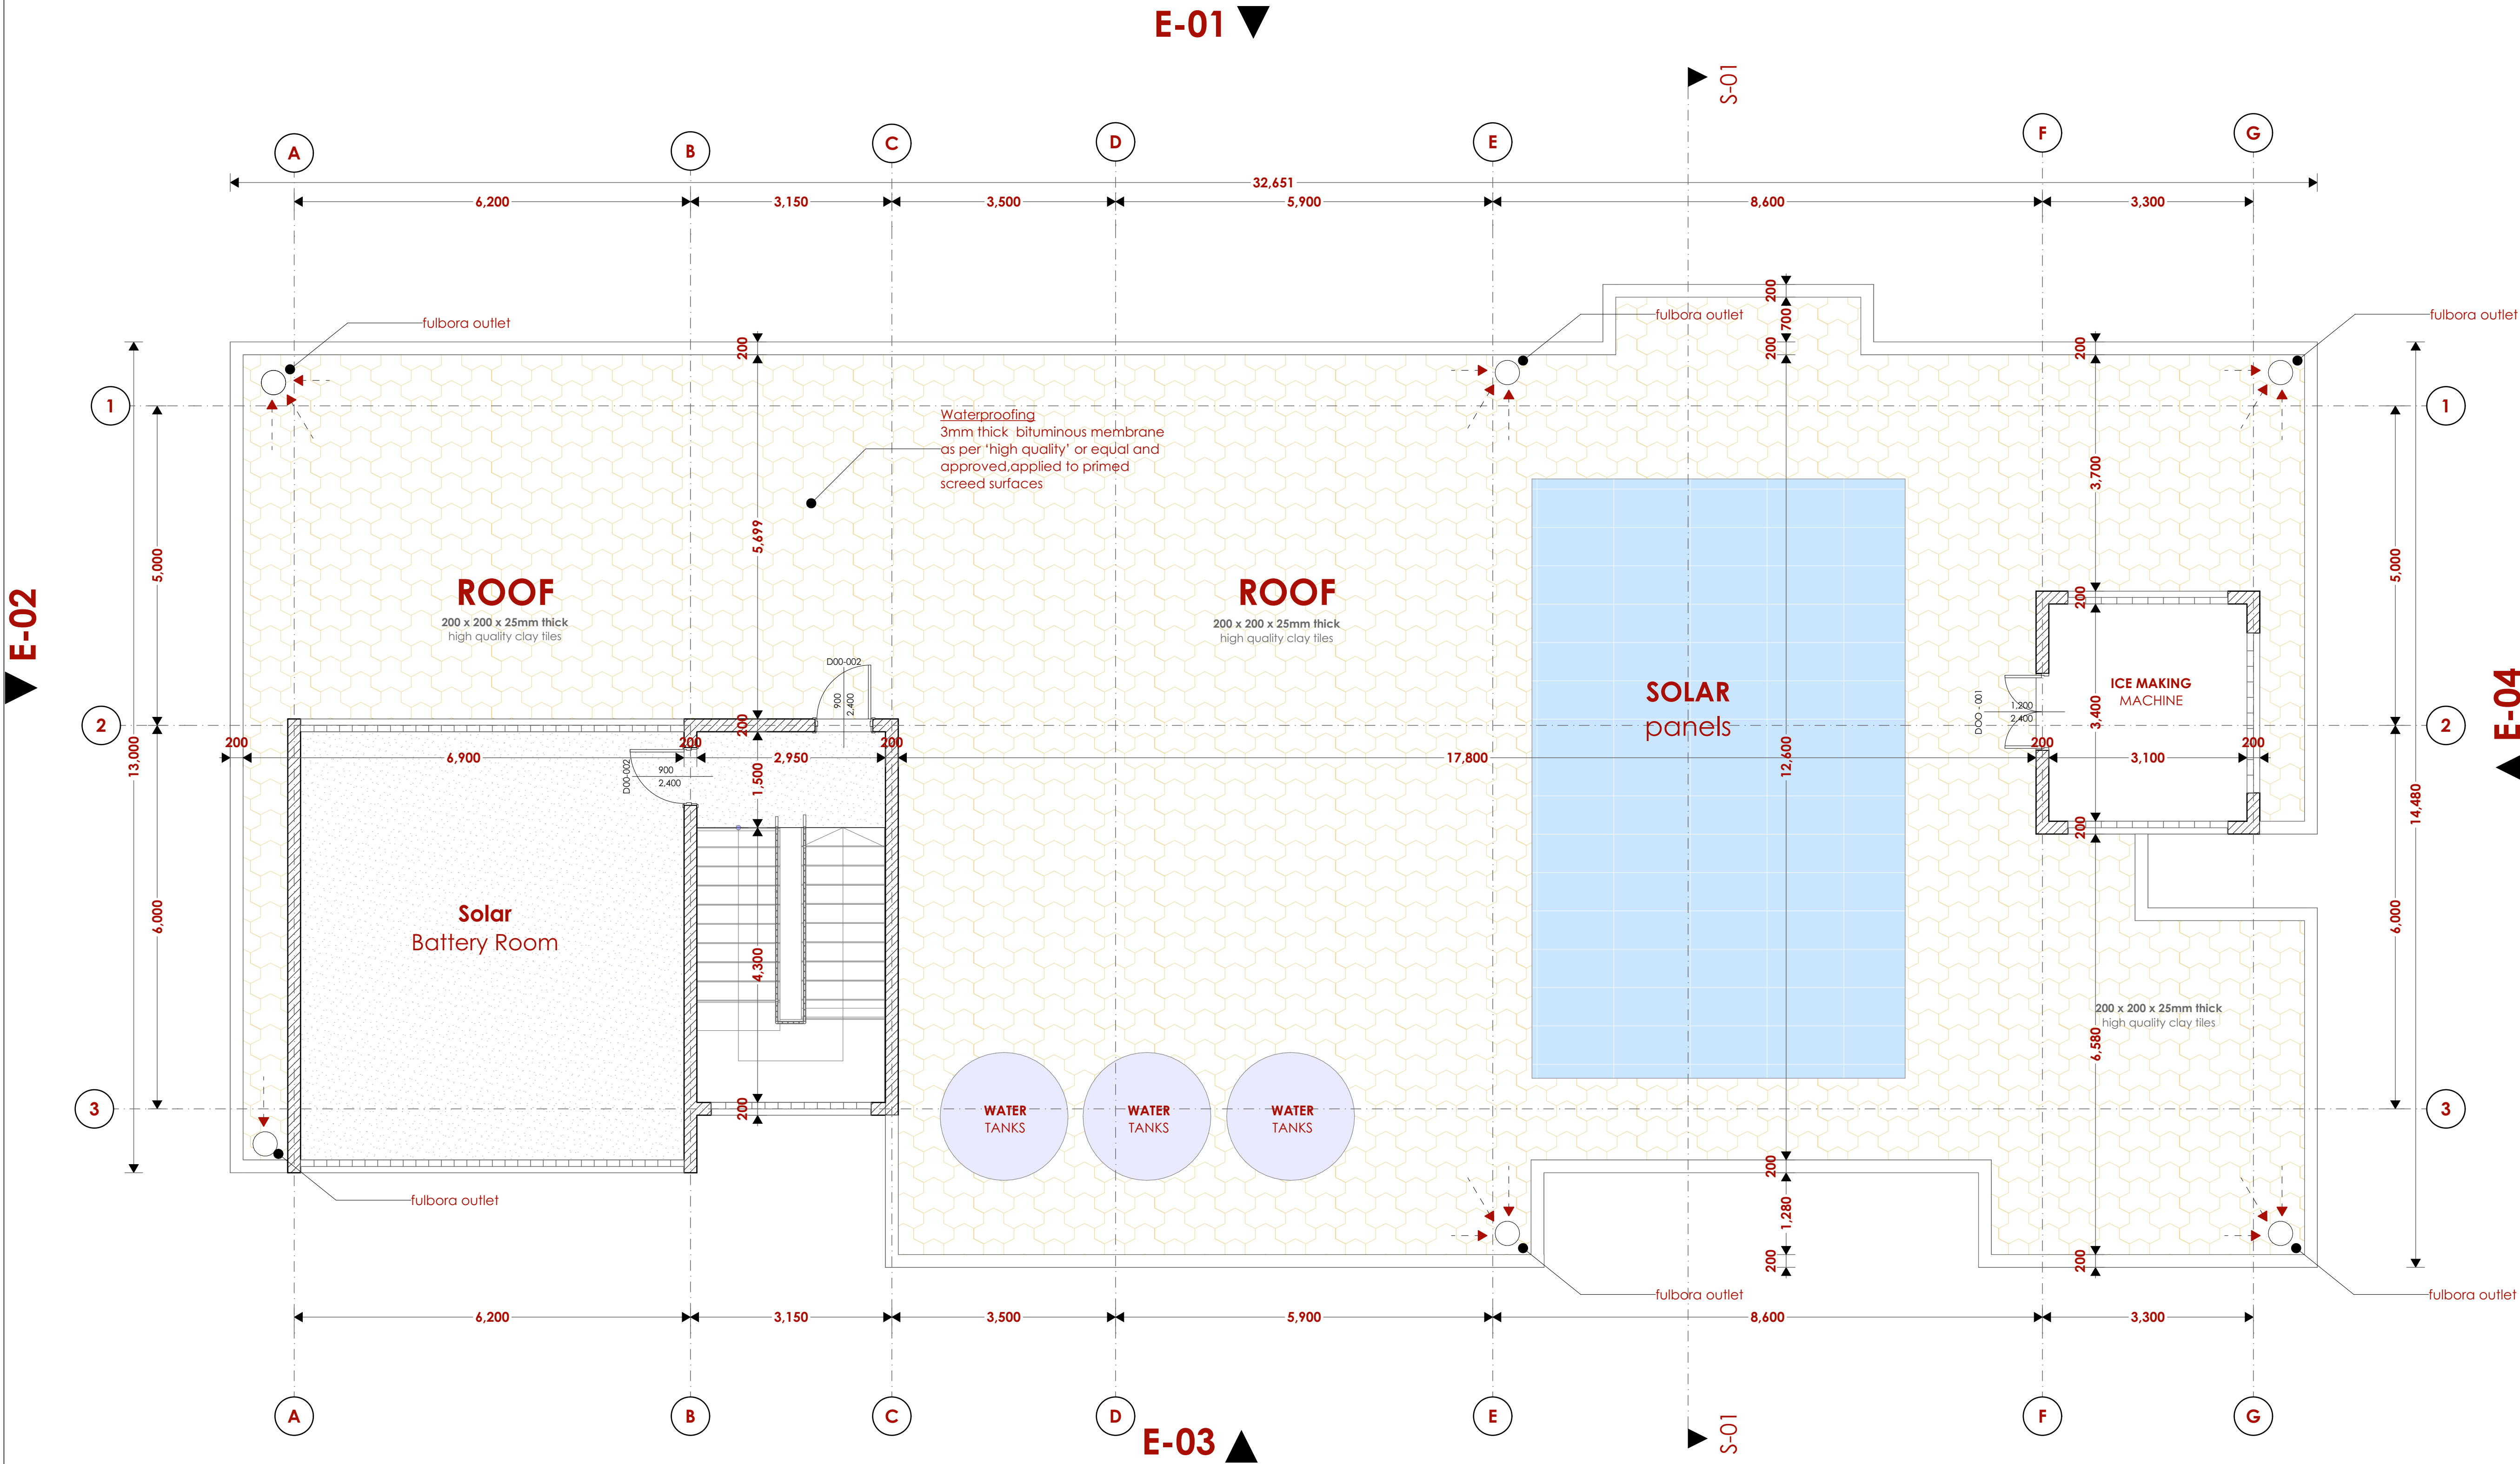 E-01
S-01
A
B
C
D
E
F
G
32,651
6,200
3,150
3,500
5,900
8,600
3,300
200
700
200
fulbora outlet
fulbora outlet
fulbora outlet
200
200
1
1
Waterproofing
3mm thick bituminous membrane
as per ‘high quality’ or equal and
approved,applied to primed
screed surfaces
3,700
5,699
5,000
5,000
ROOF
200 x 200 x 25mm thick
high quality clay tiles
ROOF
200 x 200 x 25mm thick
high quality clay tiles
200
E-02
E-04
D00-002
900
2,400
SOLAR
panels
ICE MAKING
MACHINE
DOO - 001
1,200
2,400
3,400
2
2
200
200
200
200
200
200
13,000
6,900
2,950
17,800
12,600
3,100
D00-002
900
2,400
1,500
14,480
200
Solar
Battery Room
6,000
6,000
4,300
200 x 200 x 25mm thick
high quality clay tiles
6,580
3
3
200
WATER
TANKS
WATER
TANKS
WATER
TANKS
200
fulbora outlet
1,280
200
200
fulbora outlet
fulbora outlet
6,200
3,150
3,500
5,900
8,600
3,300
A
B
C
D
E
F
G
E-03
S-01